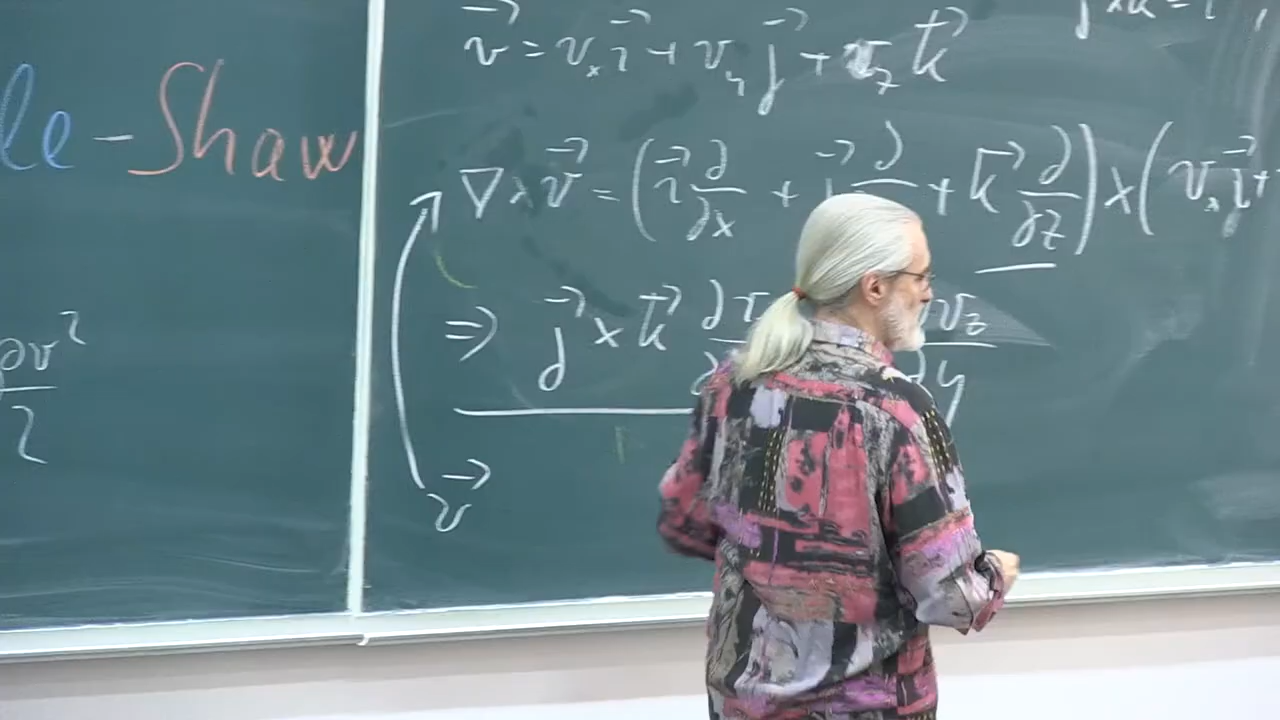 le-Shaw
ρv²
2
v⃗ = vₓ i⃗ + v_y j⃗ + v_z k⃗
∇ × v⃗ = (i⃗ ∂/∂x + ∂ + k⃗ ∂/∂z) × (vₓ i⃗ +
⇒ j⃗ × k⃗ ∂v_z/∂y
v⃗